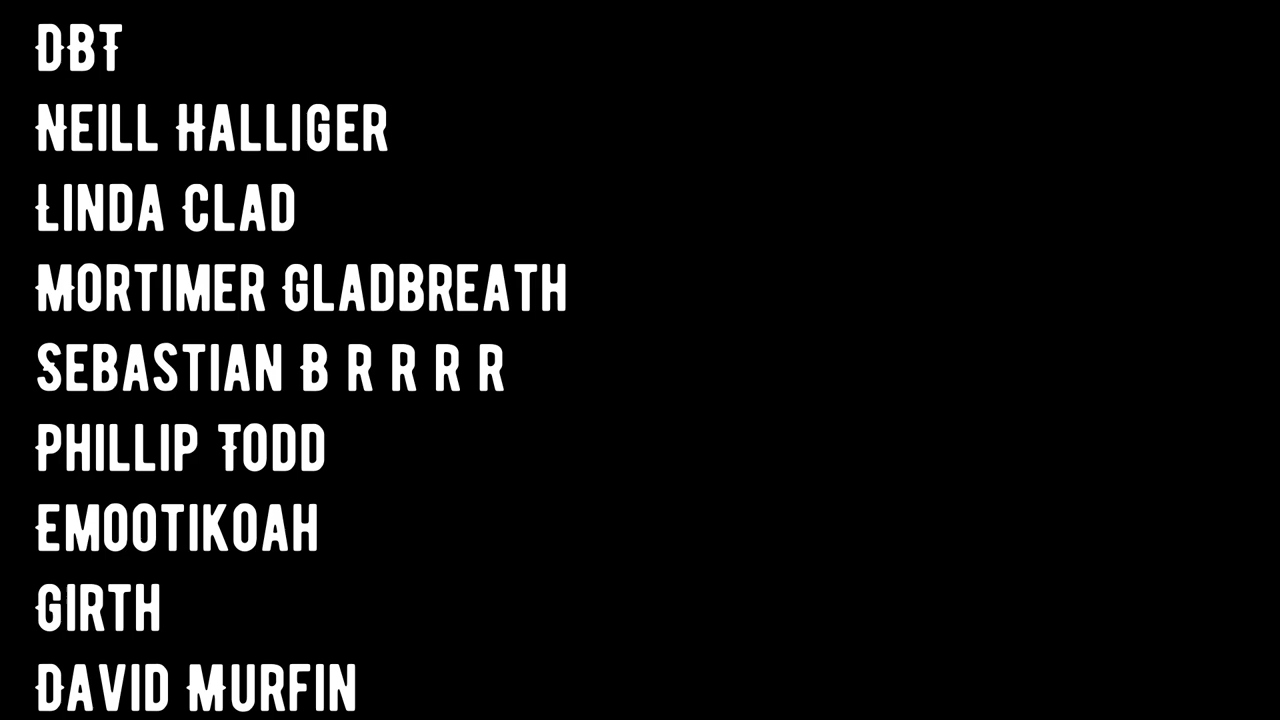 DBT
Neill Halliger
Linda Clad
Mortimer Gladbreath
Sebastian B r r r r
Phillip Todd
Emootikoah
Girth
David Murfin